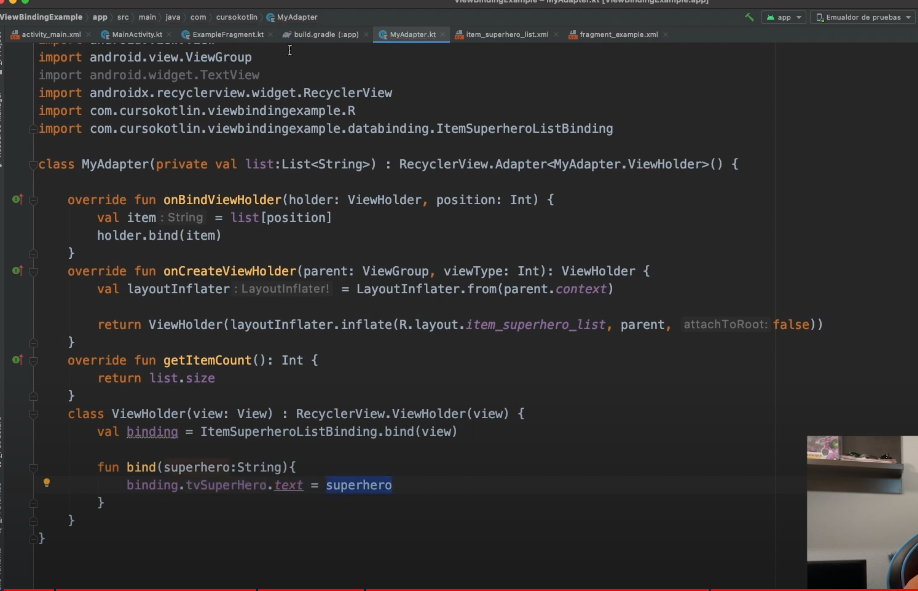 ViewBindingExample – MyAdapter.kt [ViewBindingExample.app]
ViewBindingExample app src main java com cursokotlin MyAdapter app Emualdor de pruebas
activity_main.xml MainActivity.kt ExampleFragment.kt build.gradle (:app) MyAdapter.kt item_superhero_list.xml fragment_example.xml
import android.view.ViewGroup
import android.widget.TextView
import androidx.recyclerview.widget.RecyclerView
import com.cursokotlin.viewbindingexample.R
import com.cursokotlin.viewbindingexample.databinding.ItemSuperheroListBinding
class MyAdapter(private val list:List<String>) : RecyclerView.Adapter<MyAdapter.ViewHolder>() {
override fun onBindViewHolder(holder: ViewHolder, position: Int) {
val item : String = list[position]
holder.bind(item)
}
override fun onCreateViewHolder(parent: ViewGroup, viewType: Int): ViewHolder {
val layoutInflater : LayoutInflater! = LayoutInflater.from(parent.context)
return ViewHolder(layoutInflater.inflate(R.layout.item_superhero_list, parent, attachToRoot: false))
}
override fun getItemCount(): Int {
return list.size
}
class ViewHolder(view: View) : RecyclerView.ViewHolder(view) {
val binding = ItemSuperheroListBinding.bind(view)
fun bind(superhero:String){
binding.tvSuperHero.text = superhero
}
}
}